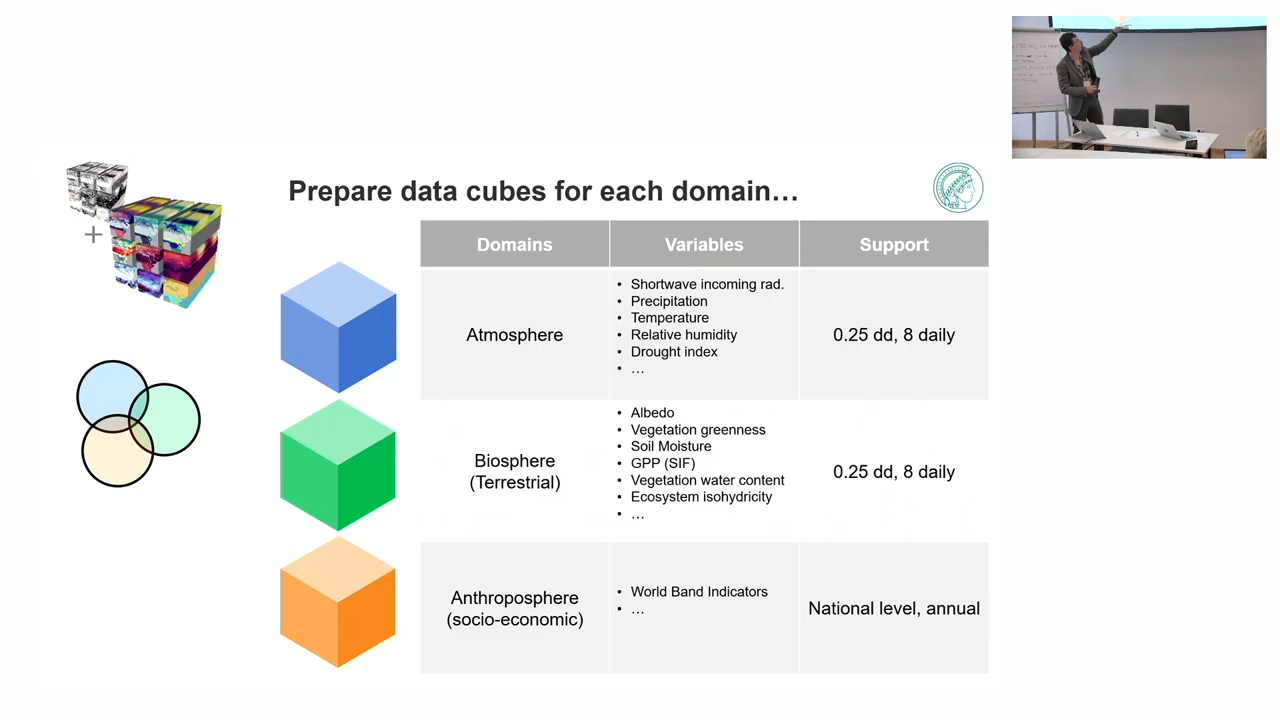 Prepare data cubes for each domain…
Domains
Variables
Support
Atmosphere
• Shortwave incoming rad.
• Precipitation
• Temperature
• Relative humidity
• Drought index
• …
0.25 dd, 8 daily
Biosphere
(Terrestrial)
• Albedo
• Vegetation greenness
• Soil Moisture
• GPP (SIF)
• Vegetation water content
• Ecosystem isohydricity
• …
0.25 dd, 8 daily
Anthroposphere
(socio-economic)
• World Band Indicators
• …
National level, annual
+